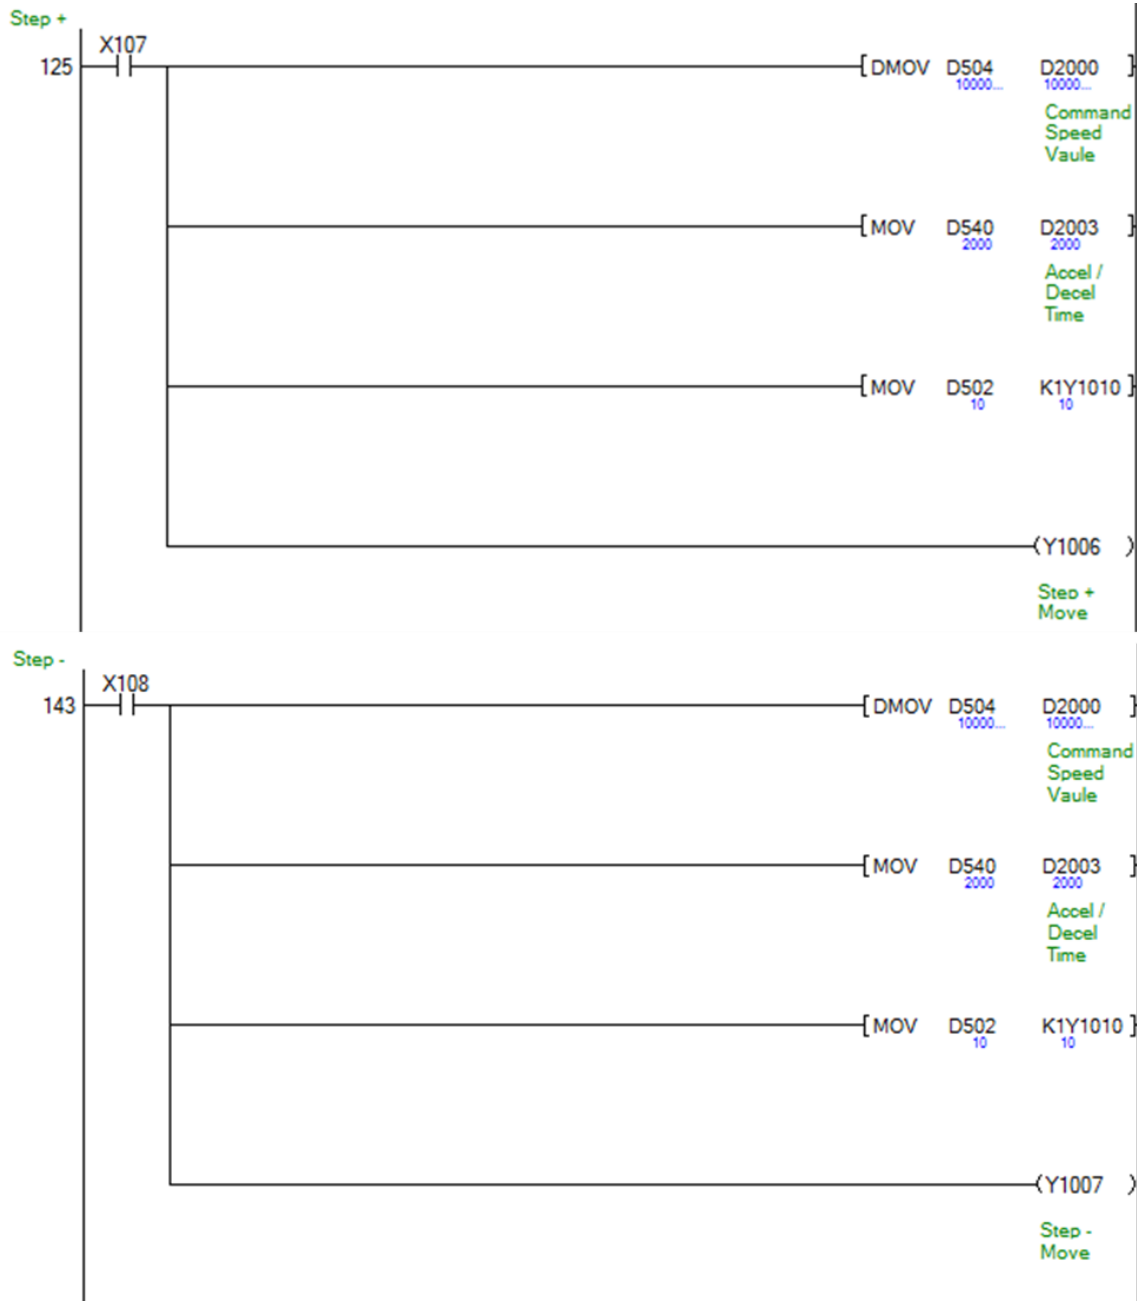 Step +
125 X107 [DMOV D504 D2000 ]
10000... 10000...
Command
Speed
Vaule
[MOV D540 D2003 ]
2000 2000
Accel /
Decel
Time
[MOV D502 K1Y1010 ]
10 10
(Y1006 )
Step +
Move
Step -
143 X108 [DMOV D504 D2000 ]
10000... 10000...
Command
Speed
Vaule
[MOV D540 D2003 ]
2000 2000
Accel /
Decel
Time
[MOV D502 K1Y1010 ]
10 10
(Y1007 )
Step -
Move